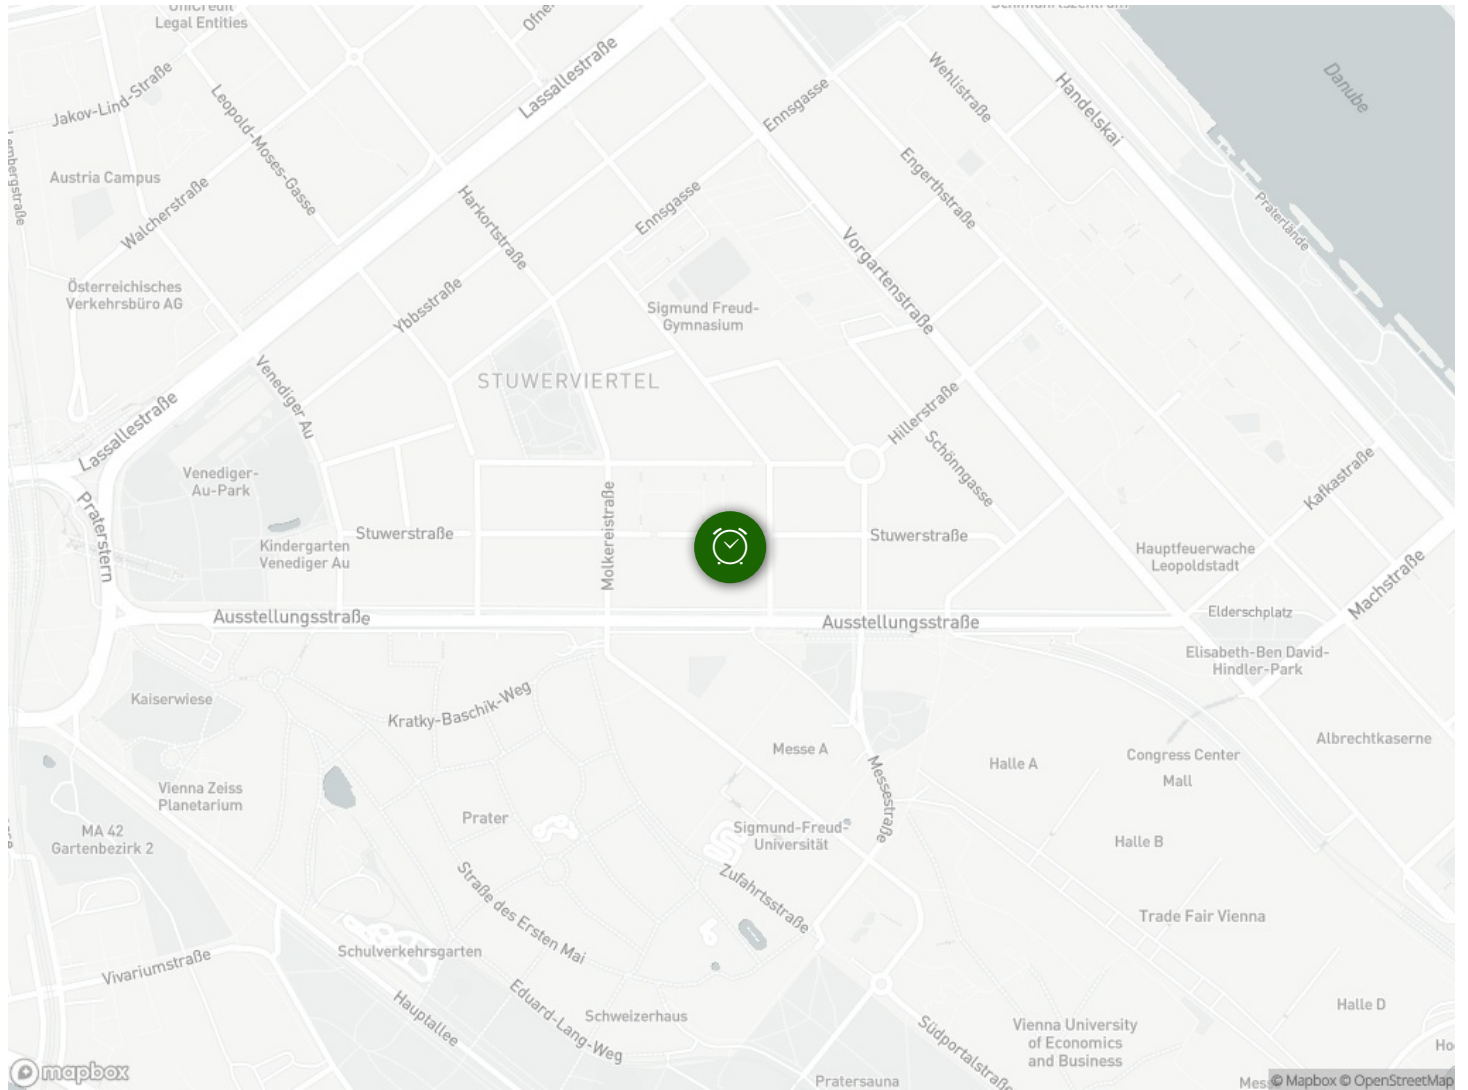 UniCredit
Legal Entities
Ofne
Schifffahrtszentrum
Danube
Lassallestraße
Jakov-Lind-Straße
Leopold-Moses-Gasse
Wehlistraße
Handelskai
Ennsgasse
Austria Campus
Walcherstraße
Harkortstraße
Ennsgasse
Engerthstraße
Praterlände
Vorgartenstraße
Österreichisches
Verkehrsbüro AG
Ybbsstraße
Sigmund Freud-
Gymnasium
STUWERVIERTEL
Venediger Au
Lassallestraße
Hillerstraße
Schönngasse
Kafkastraße
Venediger-
Au-Park
Praterstern
Molkereistraße
Stuwerstraße
Stuwerstraße
Kindergarten
Venediger Au
Hauptfeuerwache
Leopoldstadt
Machstraße
Ausstellungsstraße
Ausstellungsstraße
Elderschplatz
Elisabeth-Ben David-
Hindler-Park
Kaiserwiese
Kratky-Baschik-Weg
Messe A
Halle A
Congress Center
Mall
Albrechtkaserne
Messestraße
Vienna Zeiss
Planetarium
Prater
MA 42
Gartenbezirk 2
Sigmund-Freud-
Universität
Halle B
Zufahrtsstraße
Straße des Ersten Mai
Trade Fair Vienna
Schulverkehrsgarten
Vivariumstraße
Hauptallee
Eduard-Lang-Weg
Schweizerhaus
Südportalstraße
Vienna University
of Economics
and Business
Halle D
Ho
Pratersauna
Mes
mapbox
© Mapbox © OpenStreetMap